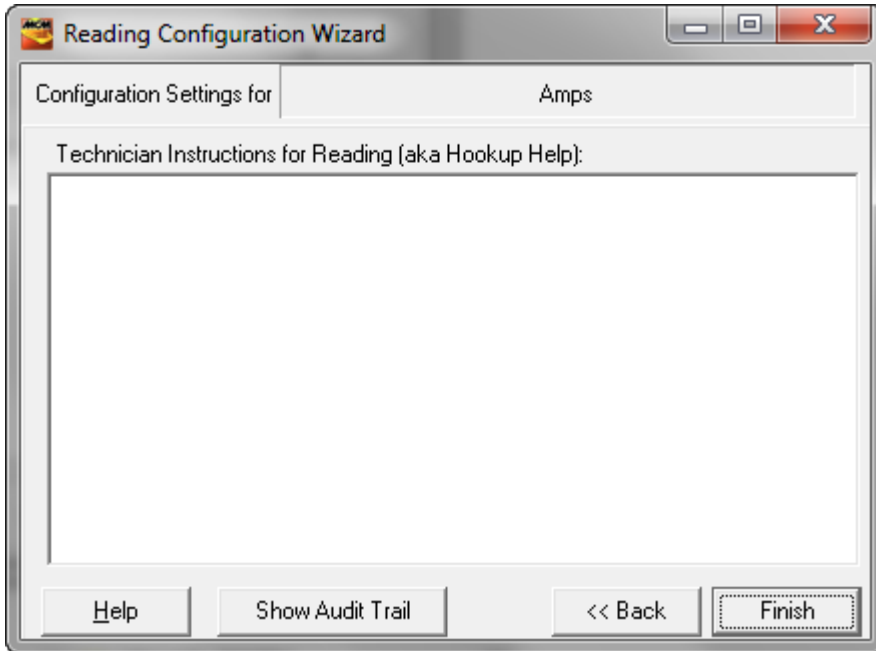 MCM
Reading Configuration Wizard
Configuration Settings for
Amps
Technician Instructions for Reading (aka Hookup Help):
Help
Show Audit Trail
<< Back
Finish